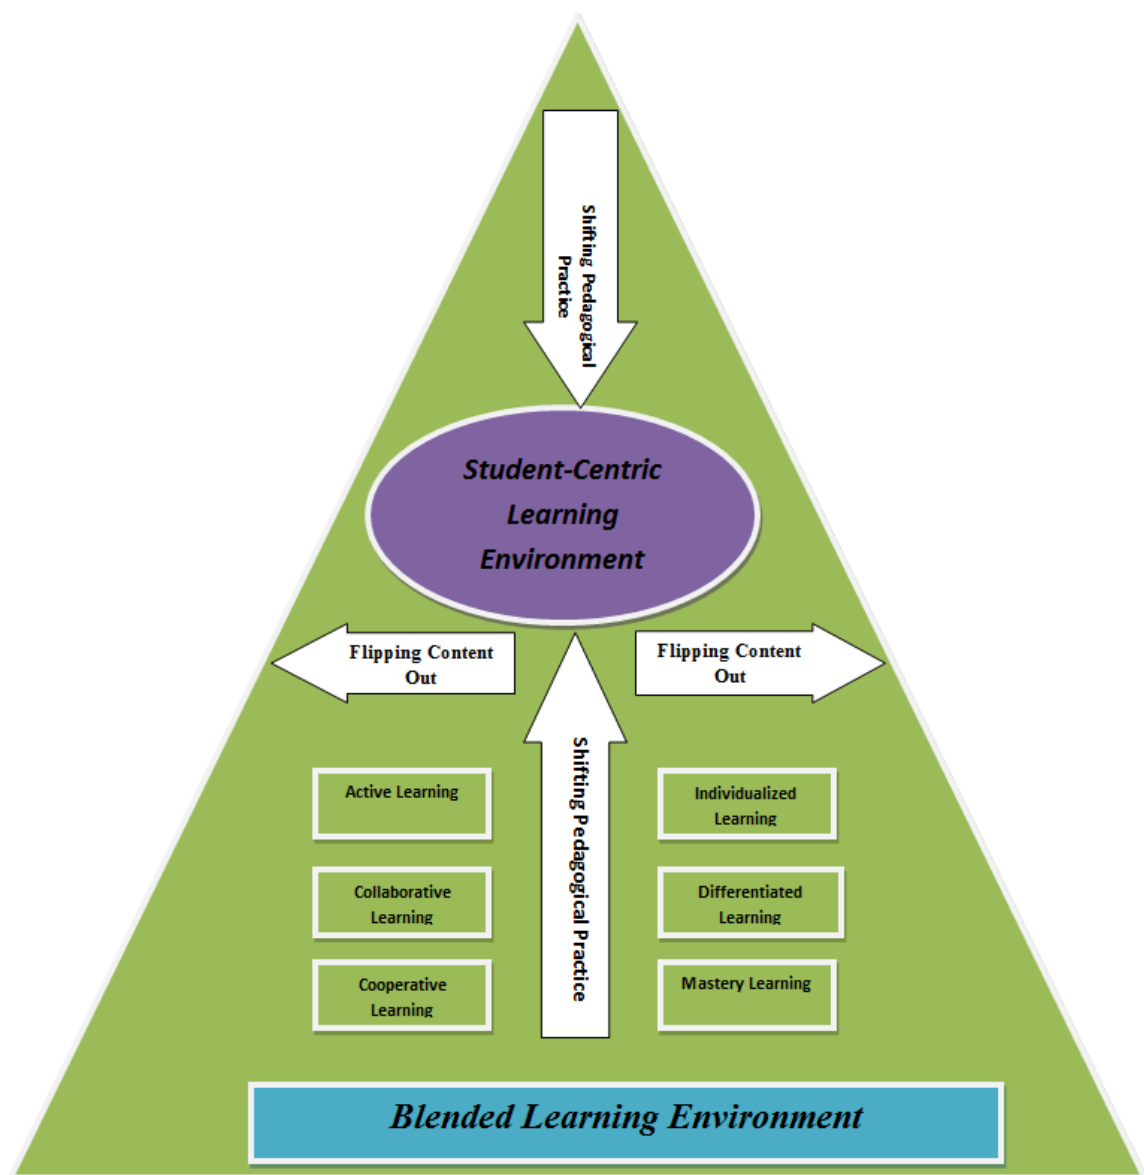 Shifting Pedagogical
Practice
Student-Centric
Learning
Environment
Flipping Content
Out
Flipping Content
Out
Shifting Pedagogical Practice
Active Learning
Collaborative
Learning
Cooperative
Learning
Individualized
Learning
Differentiated
Learning
Mastery Learning
Blended Learning Environment